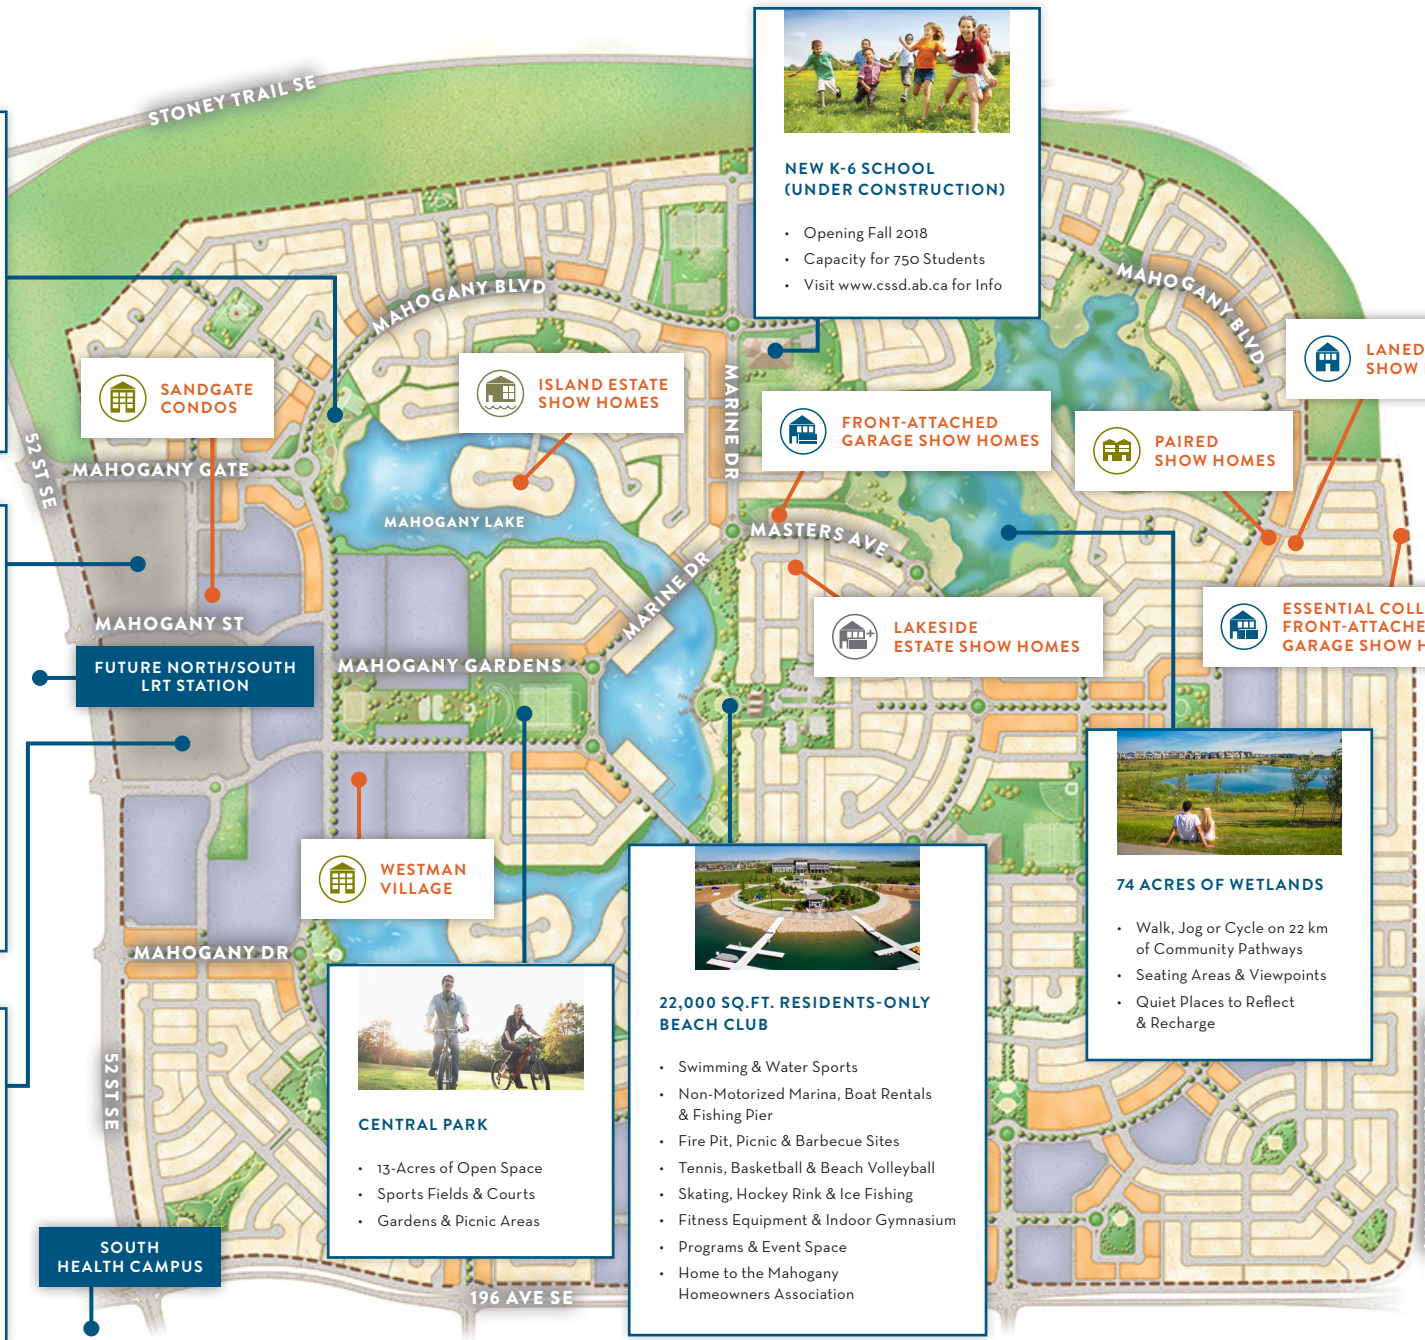 STONEY TRAIL SE
NEW K-6 SCHOOL
(UNDER CONSTRUCTION)
• Opening Fall 2018
• Capacity for 750 Students
• Visit www.cssd.ab.ca for Info
MAHOGANY BLVD
MAHOGANY BLVD
SANDGATE
CONDOS
ISLAND ESTATE
SHOW HOMES
MARINE DR
FRONT-ATTACHED
GARAGE SHOW HOMES
PAIRED
SHOW HOMES
LANED
SHOW
52 ST SE
MAHOGANY GATE
MAHOGANY LAKE
MASTERS AVE
MARINE DR
MAHOGANY ST
FUTURE NORTH/SOUTH
LRT STATION
MAHOGANY GARDENS
LAKESIDE
ESTATE SHOW HOMES
ESSENTIAL COLL
FRONT-ATTACHE
GARAGE SHOW H
WESTMAN
VILLAGE
MAHOGANY DR
74 ACRES OF WETLANDS
• Walk, Jog or Cycle on 22 km
of Community Pathways
• Seating Areas & Viewpoints
• Quiet Places to Reflect
& Recharge
22,000 SQ.FT. RESIDENTS-ONLY
BEACH CLUB
• Swimming & Water Sports
• Non-Motorized Marina, Boat Rentals
& Fishing Pier
• Fire Pit, Picnic & Barbecue Sites
• Tennis, Basketball & Beach Volleyball
• Skating, Hockey Rink & Ice Fishing
• Fitness Equipment & Indoor Gymnasium
• Programs & Event Space
• Home to the Mahogany
Homeowners Association
52 ST SE
CENTRAL PARK
• 13-Acres of Open Space
• Sports Fields & Courts
• Gardens & Picnic Areas
SOUTH
HEALTH CAMPUS
196 AVE SE